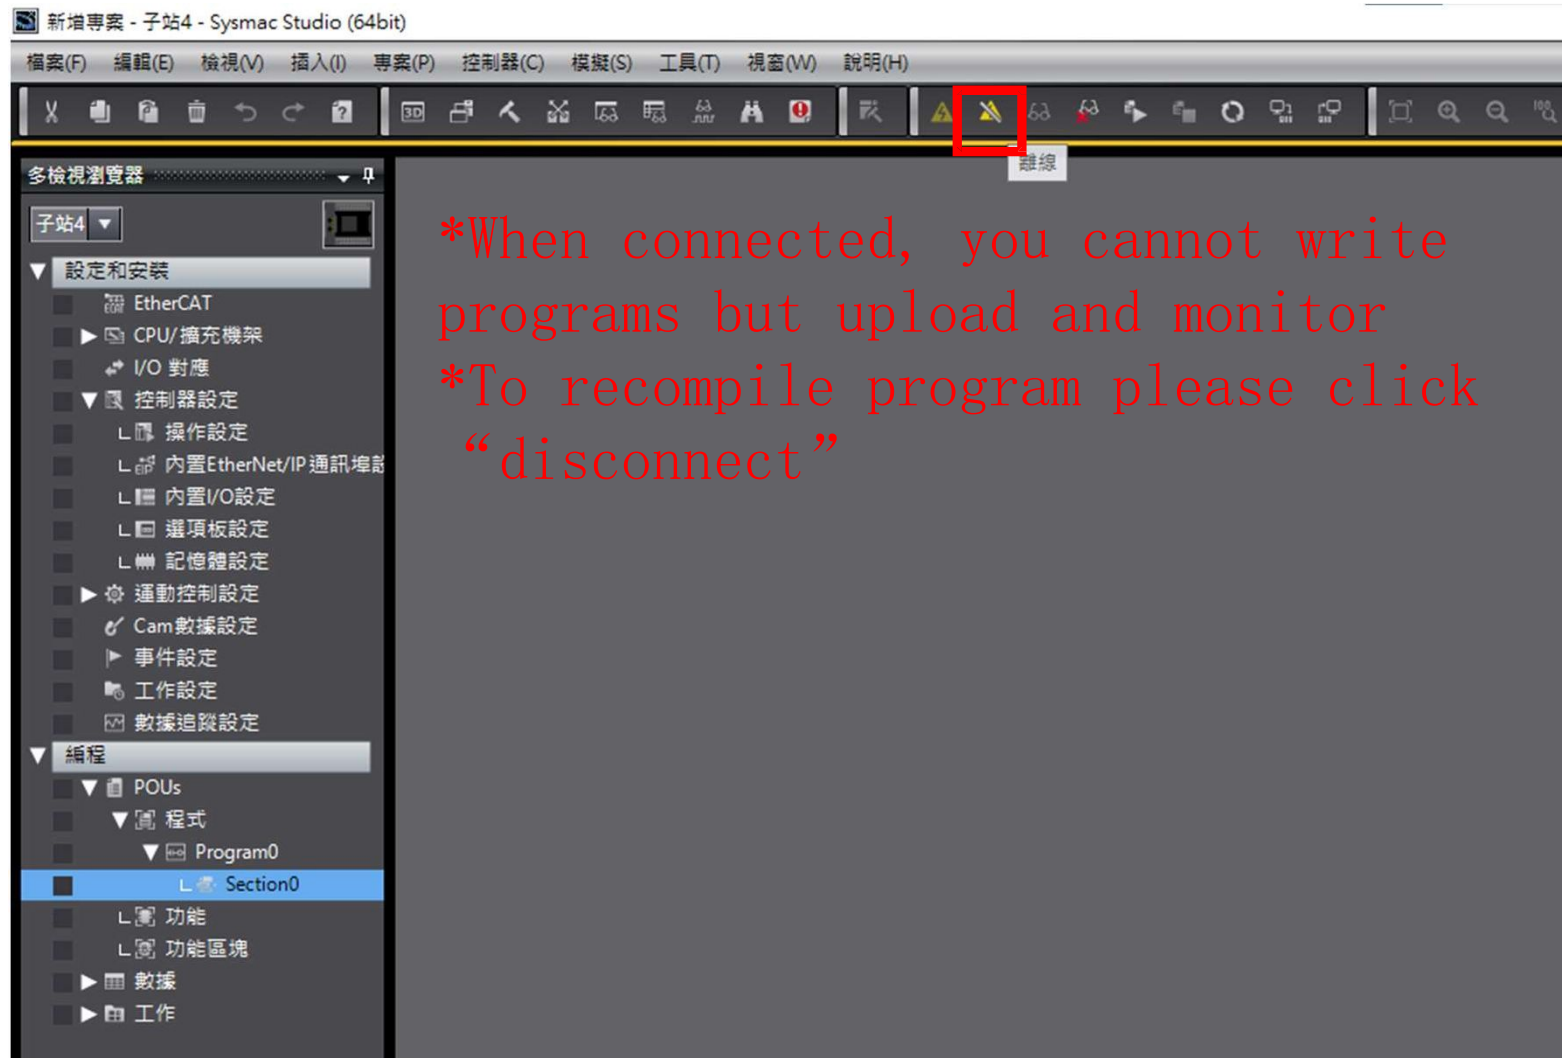 新增專案 - 子站4 - Sysmac Studio (64bit)
檔案(F) 編輯(E) 檢視(V) 插入(I) 專案(P) 控制器(C) 模擬(S) 工具(T) 視窗(W) 說明(H)
3D
100%
離線
多檢視瀏覽器
子站4
設定和安裝
EtherCAT
CPU/擴充機架
I/O 對應
控制器設定
操作設定
內置EtherNet/IP通訊埠設
內置I/O設定
選項板設定
記憶體設定
運動控制設定
Cam數據設定
事件設定
工作設定
數據追蹤設定
編程
POUs
程式
Program0
Section0
功能
功能區塊
數據
工作
*When connected, you cannot write
programs but upload and monitor
*To recompile program please click
“disconnect”